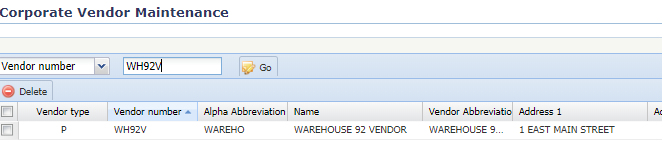 Corporate Vendor Maintenance
Vendor number WH92V Go
Delete
Vendor type Vendor number Alpha Abbreviation Name Vendor Abbreviatio Address 1 Ad
P WH92V WAREHO WAREHOUSE 92 VENDOR WAREHOUSE 9... 1 EAST MAIN STREET